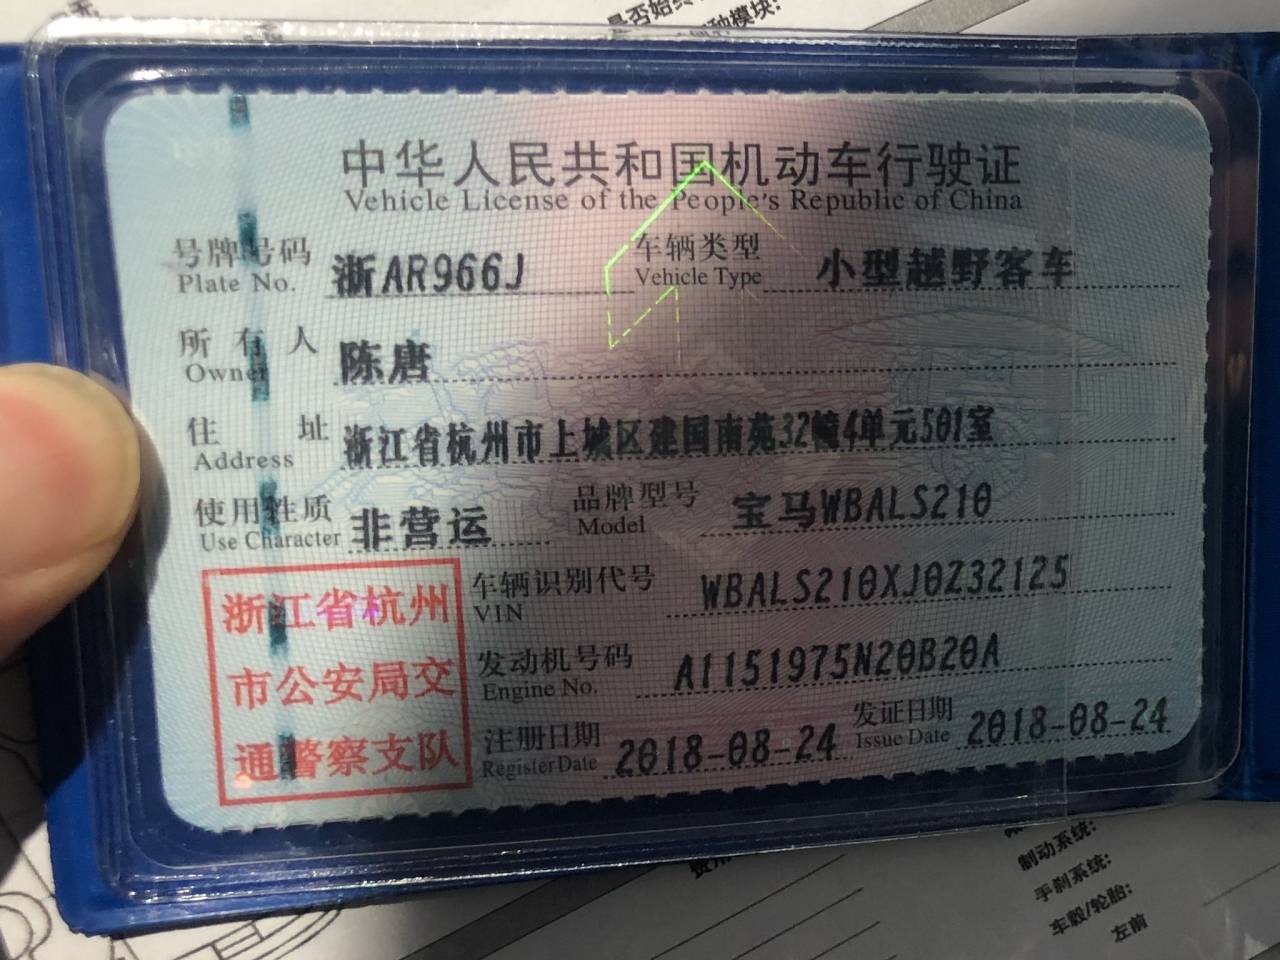 是否始终
种模块:
中华人民共和国机动车行驶证
Vehicle License of the People's Republic of China
号牌号码 浙AR966J 车辆类型 小型越野客车
Plate No. Vehicle Type
所有人 陈唐
Owner
住址 浙江省杭州市上城区建国南苑32幢4单元501室
Address
使用性质 非营运 品牌型号 宝马WBALS210
Use Character Model
浙江省杭州
市公安局交
通警察支队
车辆识别代号 WBALS210XJ0Z32125
VIN
发动机号码 A1151975N20B20A
Engine No.
注册日期 2018-08-24 发证日期 2018-08-24
Register Date Issue Date
制动系统:
手刹系统:
车毂/轮胎:
左前